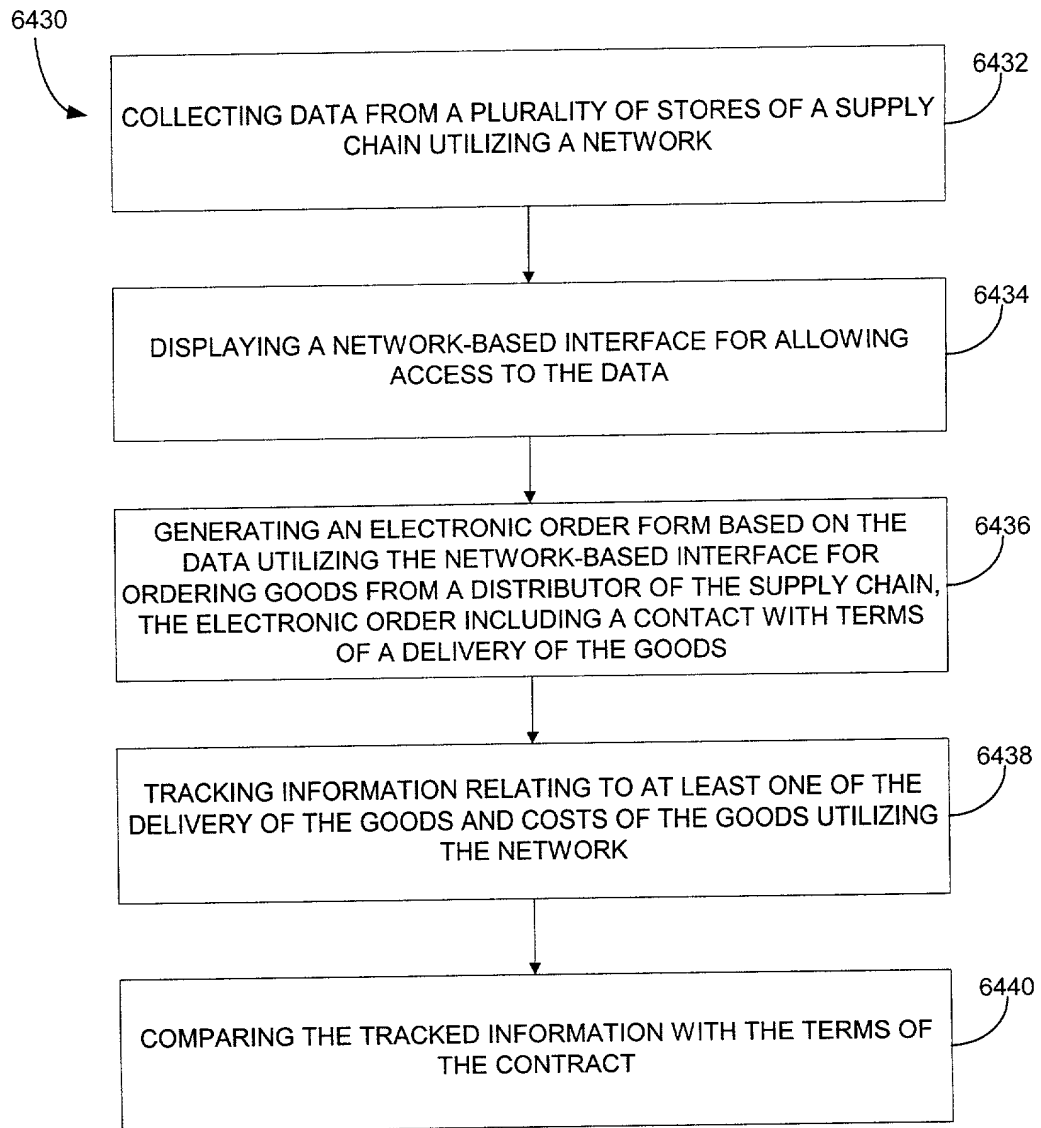 6430
6432
COLLECTING DATA FROM A PLURALITY OF STORES OF A SUPPLY
CHAIN UTILIZING A NETWORK
6434
DISPLAYING A NETWORK-BASED INTERFACE FOR ALLOWING
ACCESS TO THE DATA
6436
GENERATING AN ELECTRONIC ORDER FORM BASED ON THE
DATA UTILIZING THE NETWORK-BASED INTERFACE FOR
ORDERING GOODS FROM A DISTRIBUTOR OF THE SUPPLY CHAIN,
THE ELECTRONIC ORDER INCLUDING A CONTACT WITH TERMS
OF A DELIVERY OF THE GOODS
6438
TRACKING INFORMATION RELATING TO AT LEAST ONE OF THE
DELIVERY OF THE GOODS AND COSTS OF THE GOODS UTILIZING
THE NETWORK
6440
COMPARING THE TRACKED INFORMATION WITH THE TERMS OF
THE CONTRACT